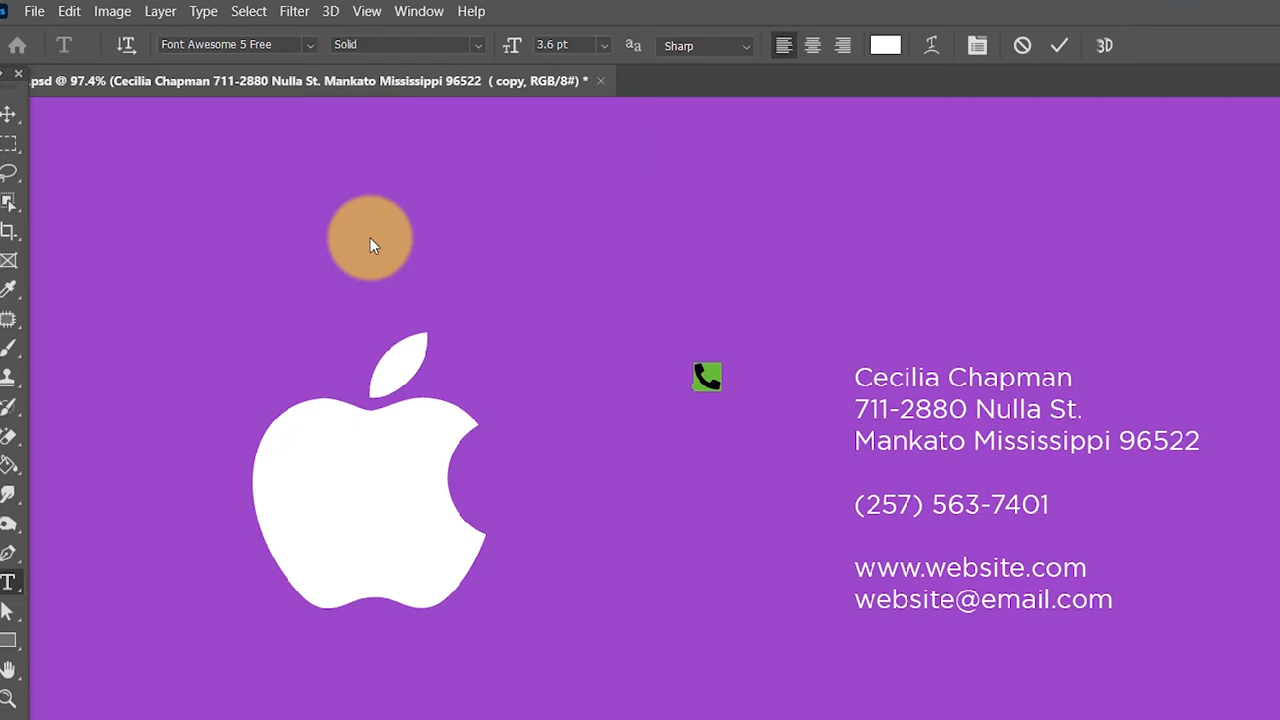 File Edit Image Layer Type Select Filter 3D View Window Help
T Font Awesome 5 Free Solid 3.6 pt aa Sharp 3D
.psd @ 97.4% (Cecilia Chapman 711-2880 Nulla St. Mankato Mississippi 96522 ( copy, RGB/8#) *
Cecilia Chapman
711-2880 Nulla St.
Mankato Mississippi 96522
(257) 563-7401
www.website.com
website@email.com